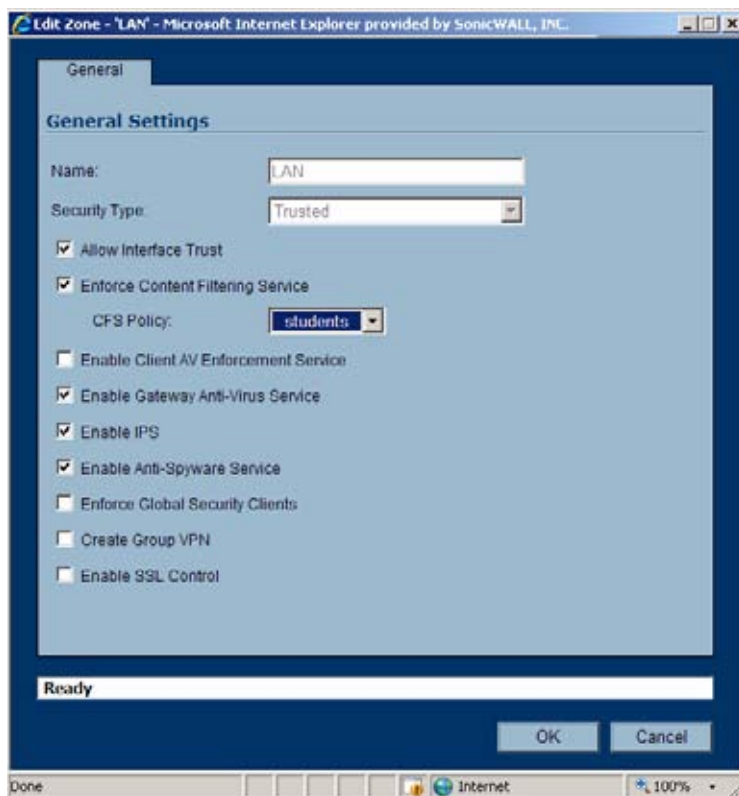 Edit Zone - 'LAN' - Microsoft Internet Explorer provided by SonicWALL, INC.
General
General Settings
Name: LAN
Security Type: Trusted
Allow Interface Trust
Enforce Content Filtering Service
CFS Policy: students
Enable Client AV Enforcement Service
Enable Gateway Anti-Virus Service
Enable IPS
Enable Anti-Spyware Service
Enforce Global Security Clients
Create Group VPN
Enable SSL Control
Ready
OK Cancel
Done Internet 100%